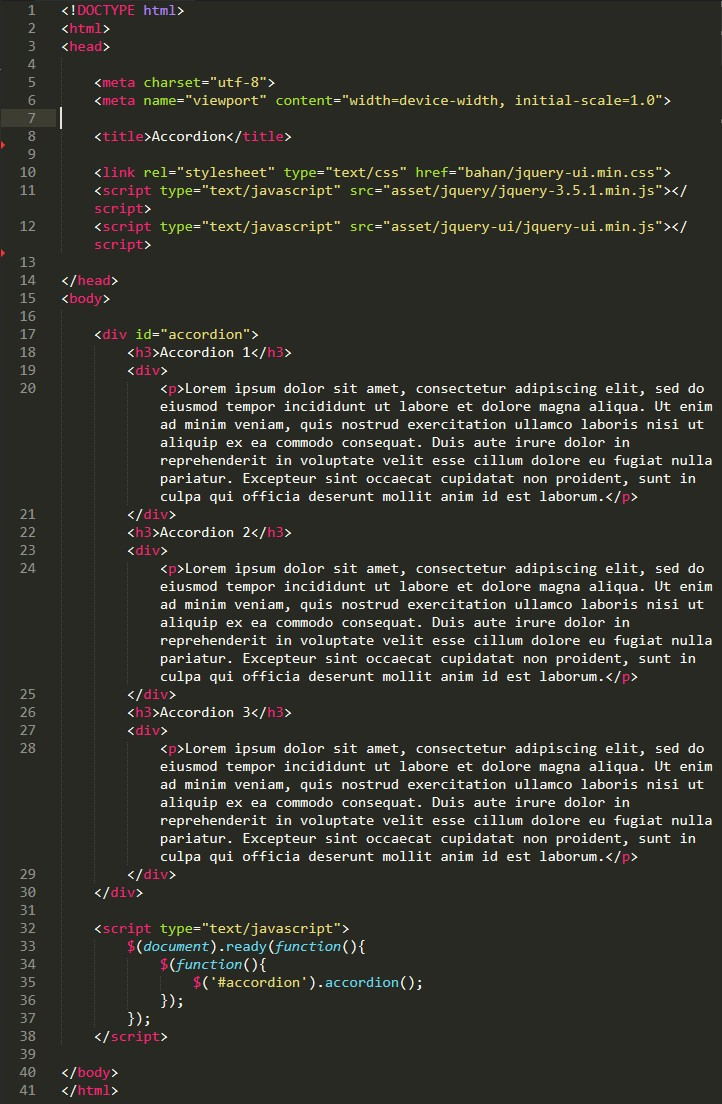 1 <!DOCTYPE html>
2 <html>
3 <head>
4
5 <meta charset="utf-8">
6 <meta name="viewport" content="width=device-width, initial-scale=1.0">
7
8 <title>Accordion</title>
9
10 <link rel="stylesheet" type="text/css" href="bahan/jquery-ui.min.css">
11 <script type="text/javascript" src="asset/jquery/jquery-3.5.1.min.js"></
script>
12 <script type="text/javascript" src="asset/jquery-ui/jquery-ui.min.js"></
script>
13
14 </head>
15 <body>
16
17 <div id="accordion">
18 <h3>Accordion 1</h3>
19 <div>
20 <p>Lorem ipsum dolor sit amet, consectetur adipiscing elit, sed do
eiusmod tempor incididunt ut labore et dolore magna aliqua. Ut enim
ad minim veniam, quis nostrud exercitation ullamco laboris nisi ut
aliquip ex ea commodo consequat. Duis aute irure dolor in
reprehenderit in voluptate velit esse cillum dolore eu fugiat nulla
pariatur. Excepteur sint occaecat cupidatat non proident, sunt in
culpa qui officia deserunt mollit anim id est laborum.</p>
21 </div>
22 <h3>Accordion 2</h3>
23 <div>
24 <p>Lorem ipsum dolor sit amet, consectetur adipiscing elit, sed do
eiusmod tempor incididunt ut labore et dolore magna aliqua. Ut enim
ad minim veniam, quis nostrud exercitation ullamco laboris nisi ut
aliquip ex ea commodo consequat. Duis aute irure dolor in
reprehenderit in voluptate velit esse cillum dolore eu fugiat nulla
pariatur. Excepteur sint occaecat cupidatat non proident, sunt in
culpa qui officia deserunt mollit anim id est laborum.</p>
25 </div>
26 <h3>Accordion 3</h3>
27 <div>
28 <p>Lorem ipsum dolor sit amet, consectetur adipiscing elit, sed do
eiusmod tempor incididunt ut labore et dolore magna aliqua. Ut enim
ad minim veniam, quis nostrud exercitation ullamco laboris nisi ut
aliquip ex ea commodo consequat. Duis aute irure dolor in
reprehenderit in voluptate velit esse cillum dolore eu fugiat nulla
pariatur. Excepteur sint occaecat cupidatat non proident, sunt in
culpa qui officia deserunt mollit anim id est laborum.</p>
29 </div>
30 </div>
31
32 <script type="text/javascript">
33 $(document).ready(function(){
34 $(function(){
35 $('#accordion').accordion();
36 });
37 });
38 </script>
39
40 </body>
41 </html>